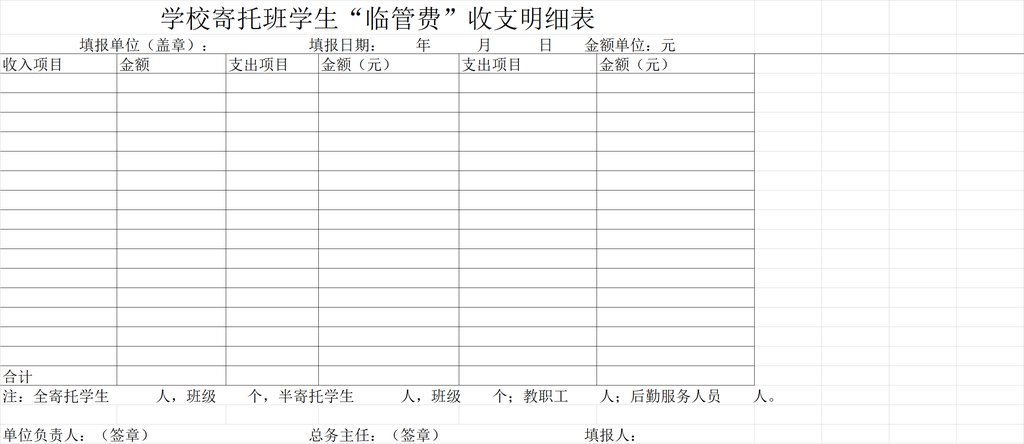 学校寄托班学生“临管费”收支明细表
填报单位（盖章）： 填报日期： 年 月 日 金额单位：元
收入项目 金额 支出项目 金额（元） 支出项目 金额（元）
合计
注：全寄托学生 人，班级 个，半寄托学生 人，班级 个；教职工 人；后勤服务人员 人。
单位负责人：（签章） 总务主任：（签章） 填报人：